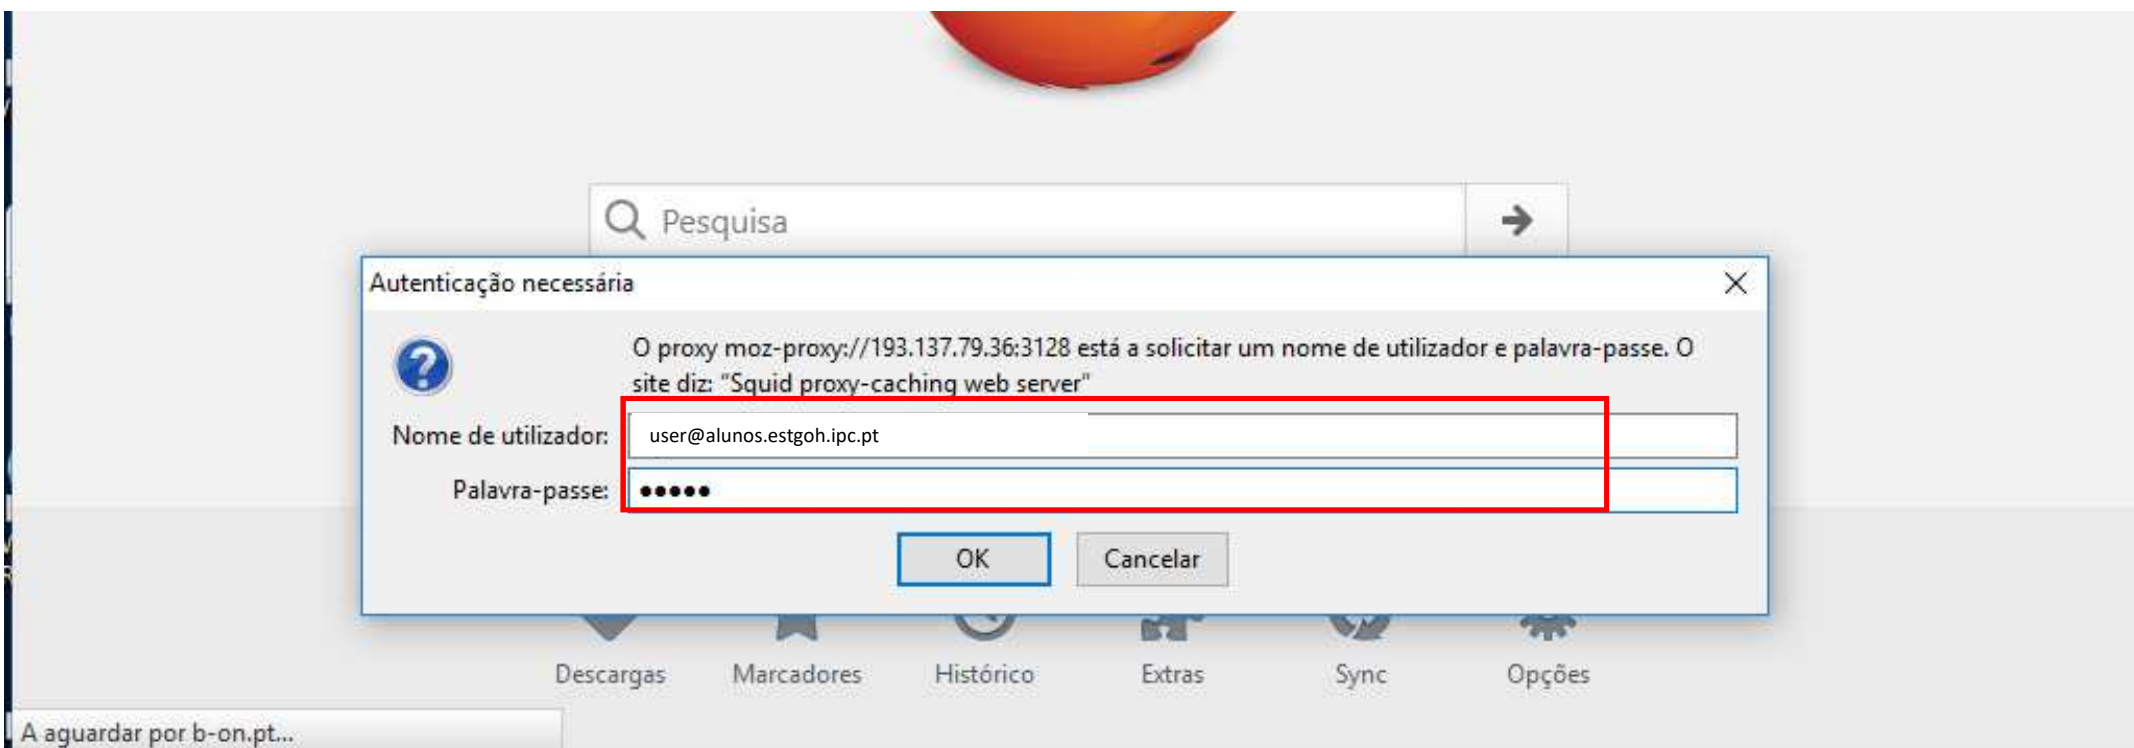 Pesquisa
Autenticação necessária
O proxy moz-proxy://193.137.79.36:3128 está a solicitar um nome de utilizador e palavra-passe. O
site diz: "Squid proxy-caching web server"
Nome de utilizador: user@alunos.estgoh.ipc.pt
Palavra-passe: •••••
OK Cancelar
Descargas Marcadores Histórico Extras Sync Opções
A aguardar por b-on.pt...